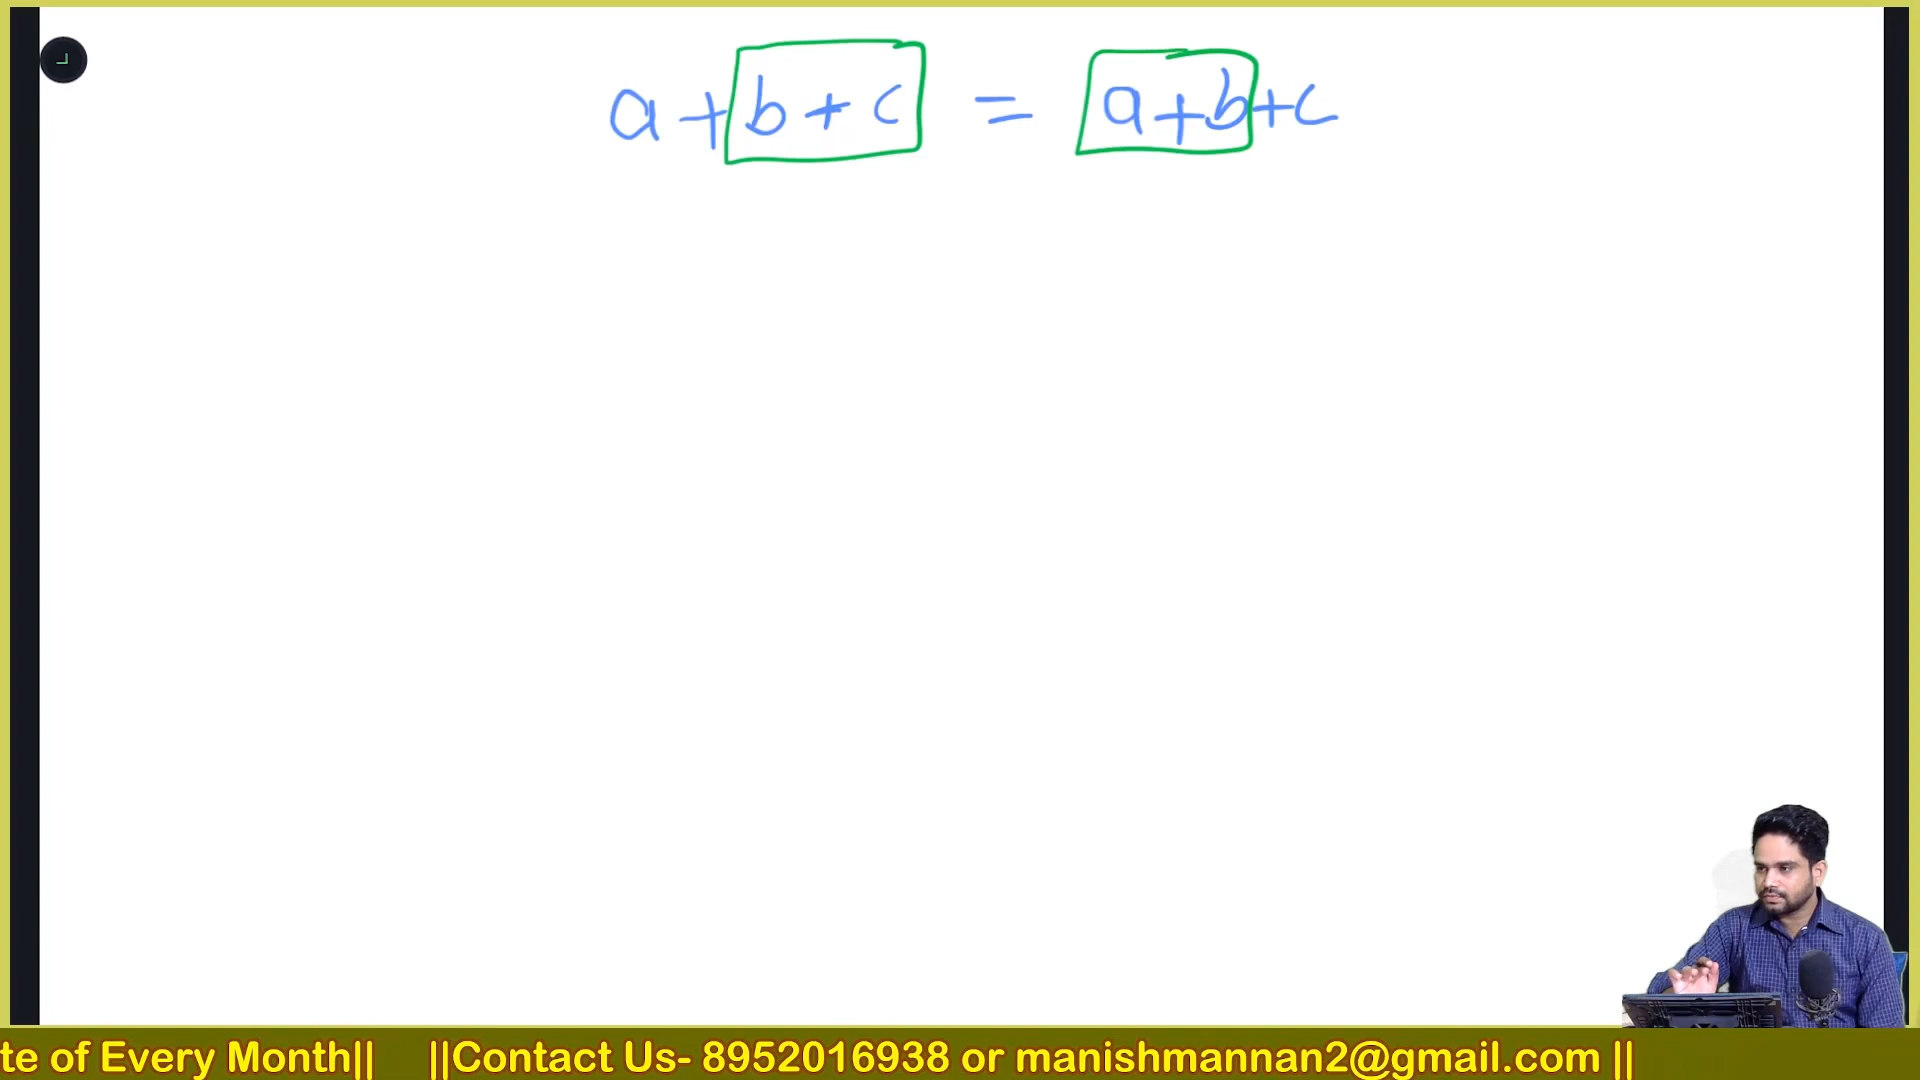 a + b + c = a + b + c
te of Every Month|| ||Contact Us- 8952016938 or manishmannan2@gmail.com ||